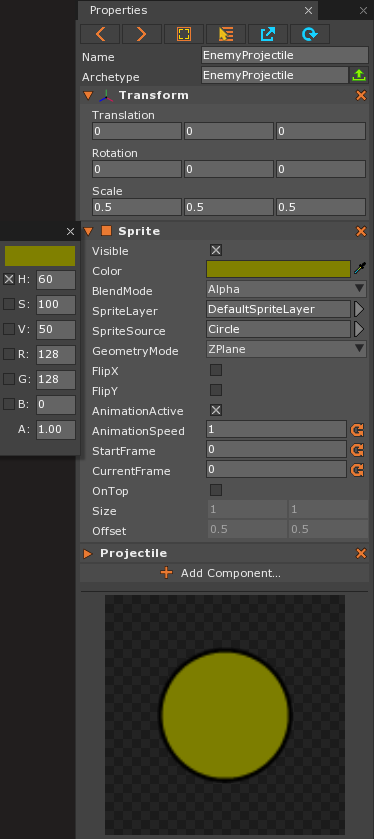 Properties
Name EnemyProjectile
Archetype EnemyProjectile
Transform
Translation
0 0 0
Rotation
0 0 0
Scale
0.5 0.5 0.5
Sprite
Visible
Color
BlendMode Alpha
SpriteLayer DefaultSpriteLayer
SpriteSource Circle
GeometryMode ZPlane
FlipX
FlipY
AnimationActive
AnimationSpeed 1
StartFrame 0
CurrentFrame 0
OnTop
Size 1 1
Offset 0.5 0.5
Projectile
Add Component...
H: 60
S: 100
V: 50
R: 128
G: 128
B: 0
A: 1.00